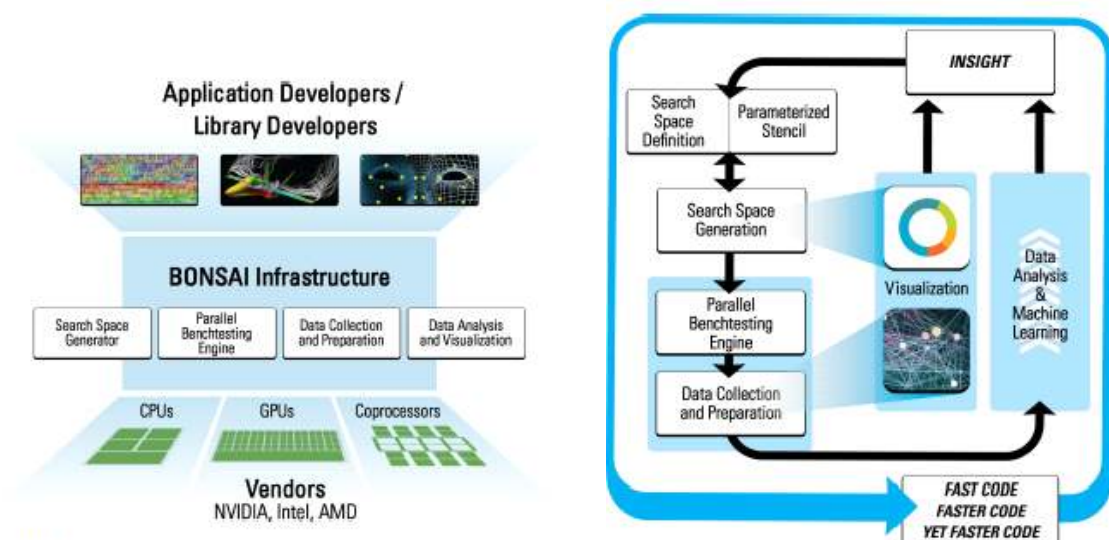 Application Developers /
Library Developers
BONSAI Infrastructure
Search Space
Generator
Parallel
Benchtesting
Engine
Data Collection
and Preparation
Data Analysis
and Visualization
CPUs
GPUs
Coprocessors
Vendors
NVIDIA, Intel, AMD
INSIGHT
Search
Space
Definition
Parameterized
Stencil
Search Space
Generation
Parallel
Benchtesting
Engine
Data Collection
and Preparation
Visualization
Data
Analysis
&
Machine
Learning
FAST CODE
FASTER CODE
YET FASTER CODE